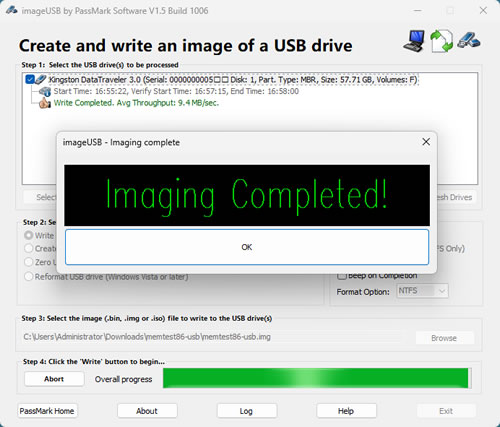 imageUSB by PassMark Software V1.5 Build 1006
Create and write an image of a USB drive
Step 1: Select the USB drive(s) to be processed
Kingston DataTraveler 3.0 (Serial: 0000000005□□ Disk: 1, Part. Type: MBR, Size: 57.71 GB, Volumes: F)
Start Time: 16:55:22, Verify Start Time: 16:57:15, End Time: 16:58:00
Write Completed. Avg Throughput: 9.4 MB/sec.
imageUSB - Imaging complete
Imaging Completed!
OK
Drives
Step 2:
Write
Create
Zero
Only)
Reformat USB drive (Windows Vista or later)
Beep on Completion
Format Option: NTFS
Step 3: Select the image (.bin, .img or .iso) file to write to the USB drive(s)
C:\Users\Administrator\Downloads\memtest86-usb\memtest86-usb.img
Browse
Step 4: Click the 'Write' button to begin...
Abort Overall progress
PassMark Home About Log Help Exit